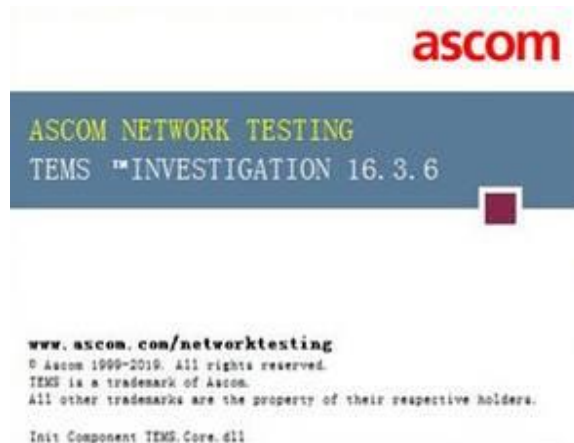 ascom
ASCOM NETWORK TESTING
TEMS ™INVESTIGATION 16.3.6
www.ascom.com/networktesting
© Ascom 1999-2019. All rights reserved.
TEMS is a trademark of Ascom.
All other trademarks are the property of their respective holders.
Init Component TEMS.Core.dll